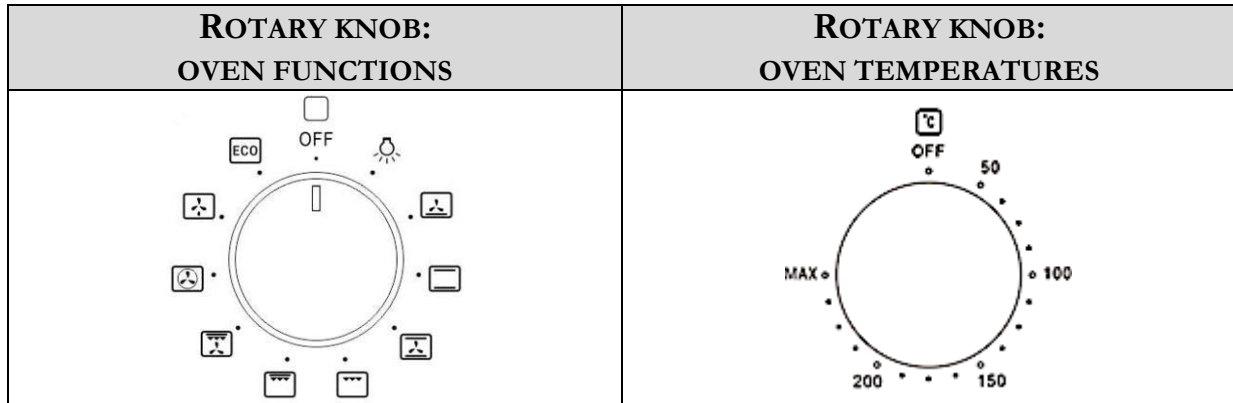 ROTARY KNOB:
OVEN FUNCTIONS
ROTARY KNOB:
OVEN TEMPERATURES
OFF
ECO
°C
OFF
50
MAX
100
200
150